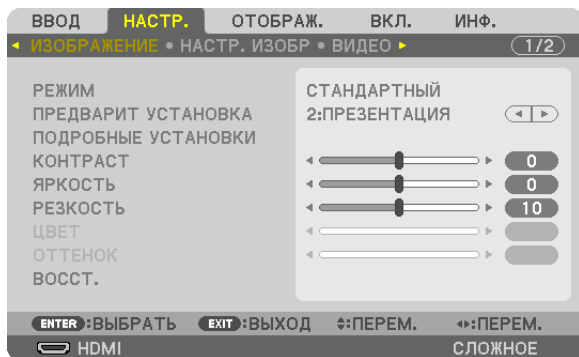 ВВОД НАСТР. ОТОБРАЖ. ВКЛ. ИНФ.
ИЗОБРАЖЕНИЕ • НАСТР. ИЗОБР • ВИДЕО 1/2
РЕЖИМ СТАНДАРТНЫЙ
ПРЕДВАРИТ УСТАНОВКА 2:ПРЕЗЕНТАЦИЯ
ПОДРОБНЫЕ УСТАНОВКИ
КОНТРАСТ 0
ЯРКОСТЬ 0
РЕЗКОСТЬ 10
ЦВЕТ
ОТТЕНОК
ВОССТ.
ENTER :ВЫБРАТЬ EXIT :ВЫХОД :ПЕРЕМ. :ПЕРЕМ.
HDMI СЛОЖНОЕ